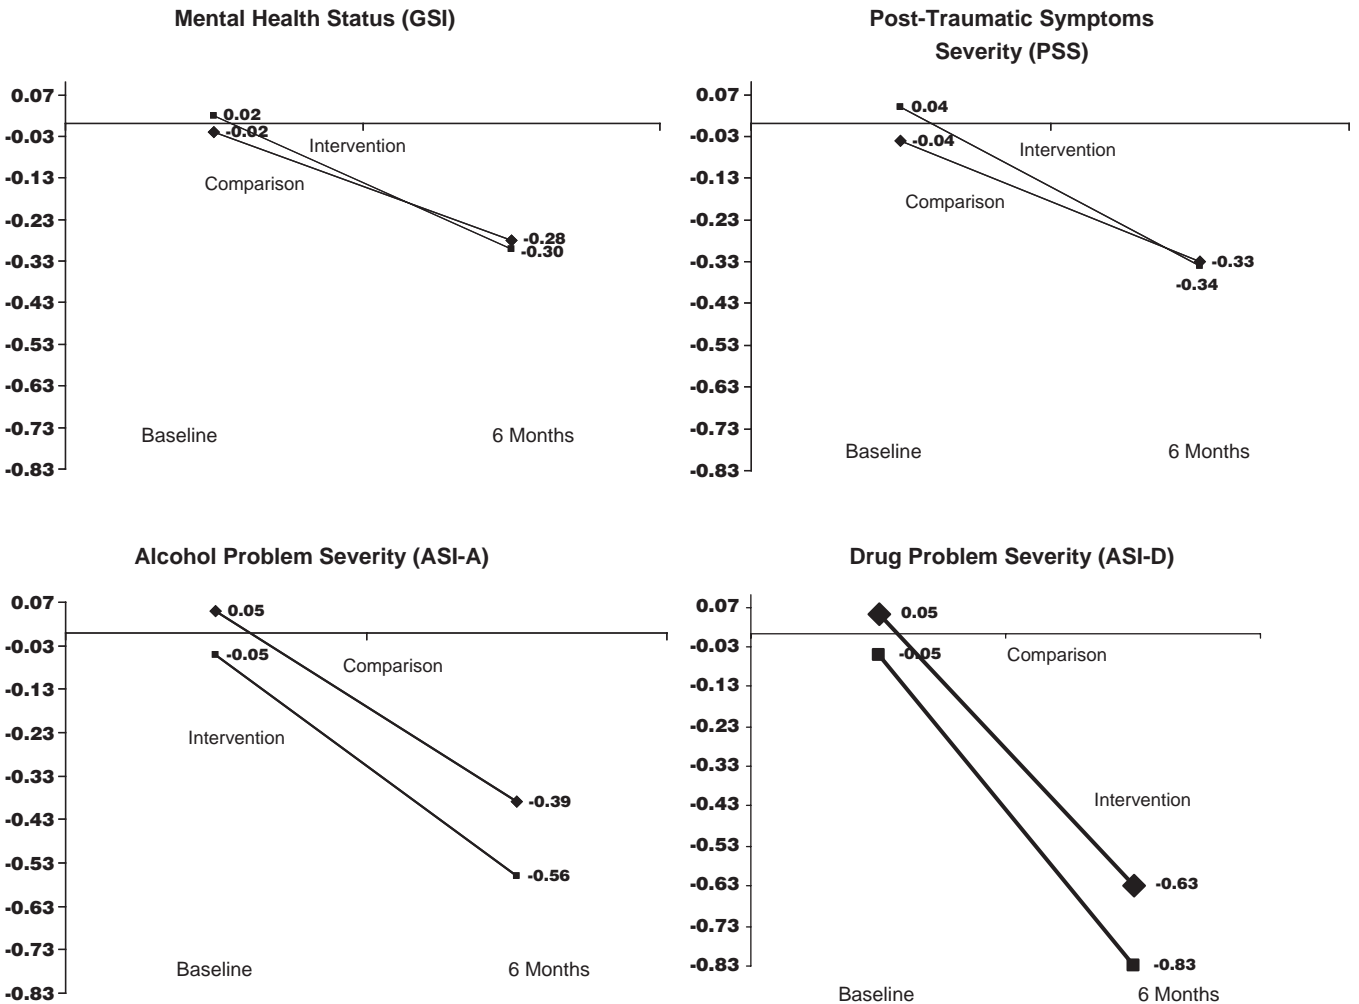 Mental Health Status (GSI)
0.07
-0.03
-0.13
-0.23
-0.33
-0.43
-0.53
-0.63
-0.73
-0.83
0.02
-0.02
Intervention
Comparison
-0.28
-0.30
Baseline
6 Months
Post-Traumatic Symptoms
Severity (PSS)
0.07
-0.03
-0.13
-0.23
-0.33
-0.43
-0.53
-0.63
-0.73
-0.83
0.04
-0.04
Intervention
Comparison
-0.33
-0.34
Baseline
6 Months
Alcohol Problem Severity (ASI-A)
0.07
-0.03
-0.13
-0.23
-0.33
-0.43
-0.53
-0.63
-0.73
-0.83
0.05
-0.05
Comparison
Intervention
-0.39
-0.56
Baseline
6 Months
Drug Problem Severity (ASI-D)
0.07
-0.03
-0.13
-0.23
-0.33
-0.43
-0.53
-0.63
-0.73
-0.83
0.05
-0.05
Comparison
Intervention
-0.63
-0.83
Baseline
6 Months